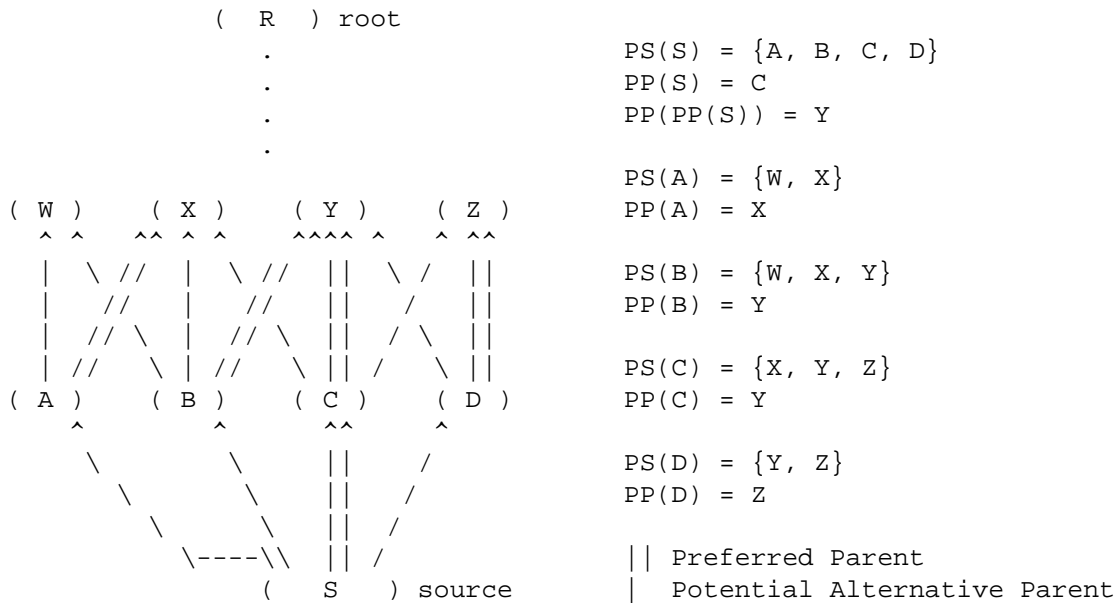 ( R ) root
PS(S) = {A, B, C, D}
PP(S) = C
PP(PP(S)) = Y
PS(A) = {W, X}
PP(A) = X
( W ) ( X ) ( Y ) ( Z )
PS(B) = {W, X, Y}
PP(B) = Y
PS(C) = {X, Y, Z}
( A ) ( B ) ( C ) ( D ) PP(C) = Y
PS(D) = {Y, Z}
PP(D) = Z
|| Preferred Parent
( S ) source | Potential Alternative Parent